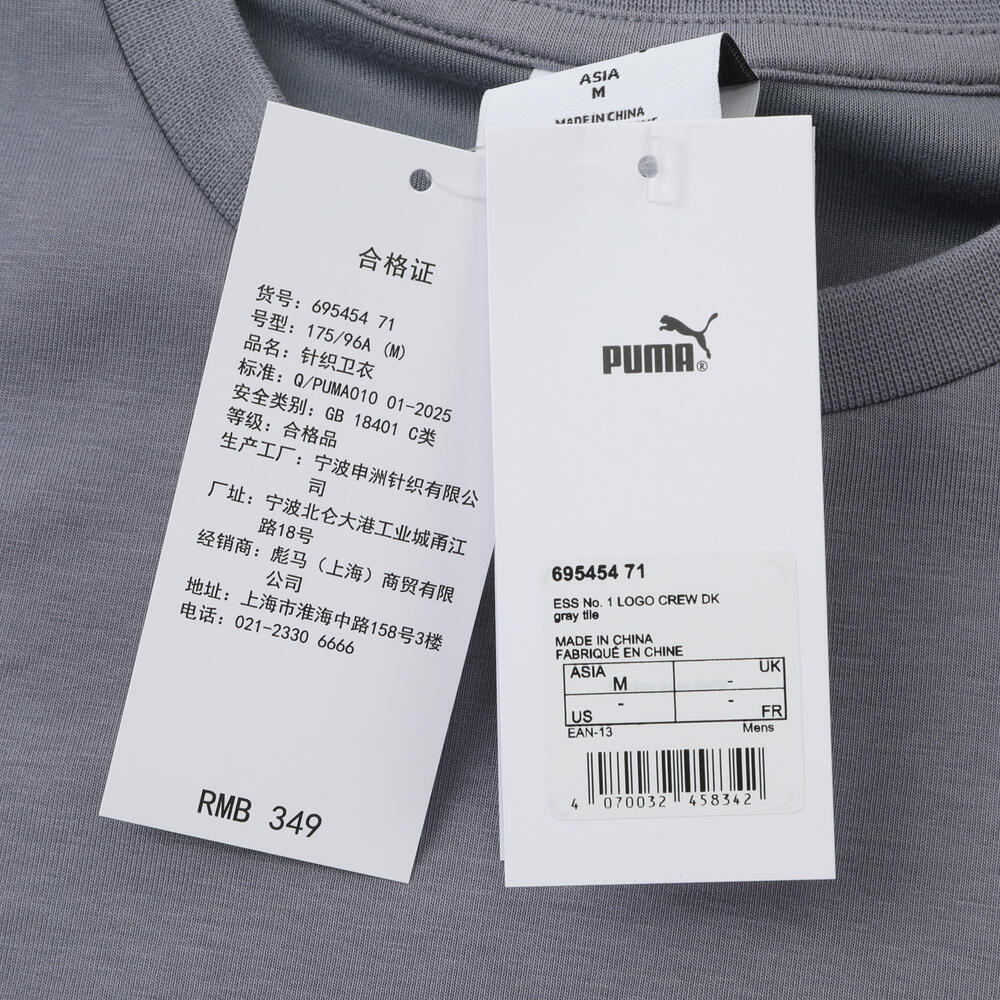 ASIA
M
MADE IN CHINA
合格证
货号: 695454 71
号型: 175/96A (M)
品名: 针织卫衣
标准: Q/PUMA010 01-2025
安全类别: GB 18401 C类
等级: 合格品
生产工厂: 宁波申洲针织有限公
司
厂址: 宁波北仑大港工业城甬江
路18号
经销商: 彪马（上海）商贸有限
公司
地址: 上海市淮海中路158号3楼
电话: 021-2330 6666
RMB 349
PUMA®
695454 71
ESS No. 1 LOGO CREW DK
gray tile
MADE IN CHINA
FABRIQUÉ EN CHINE
ASIA M - UK
US - - FR
EAN-13 Mens
4 070032 458342